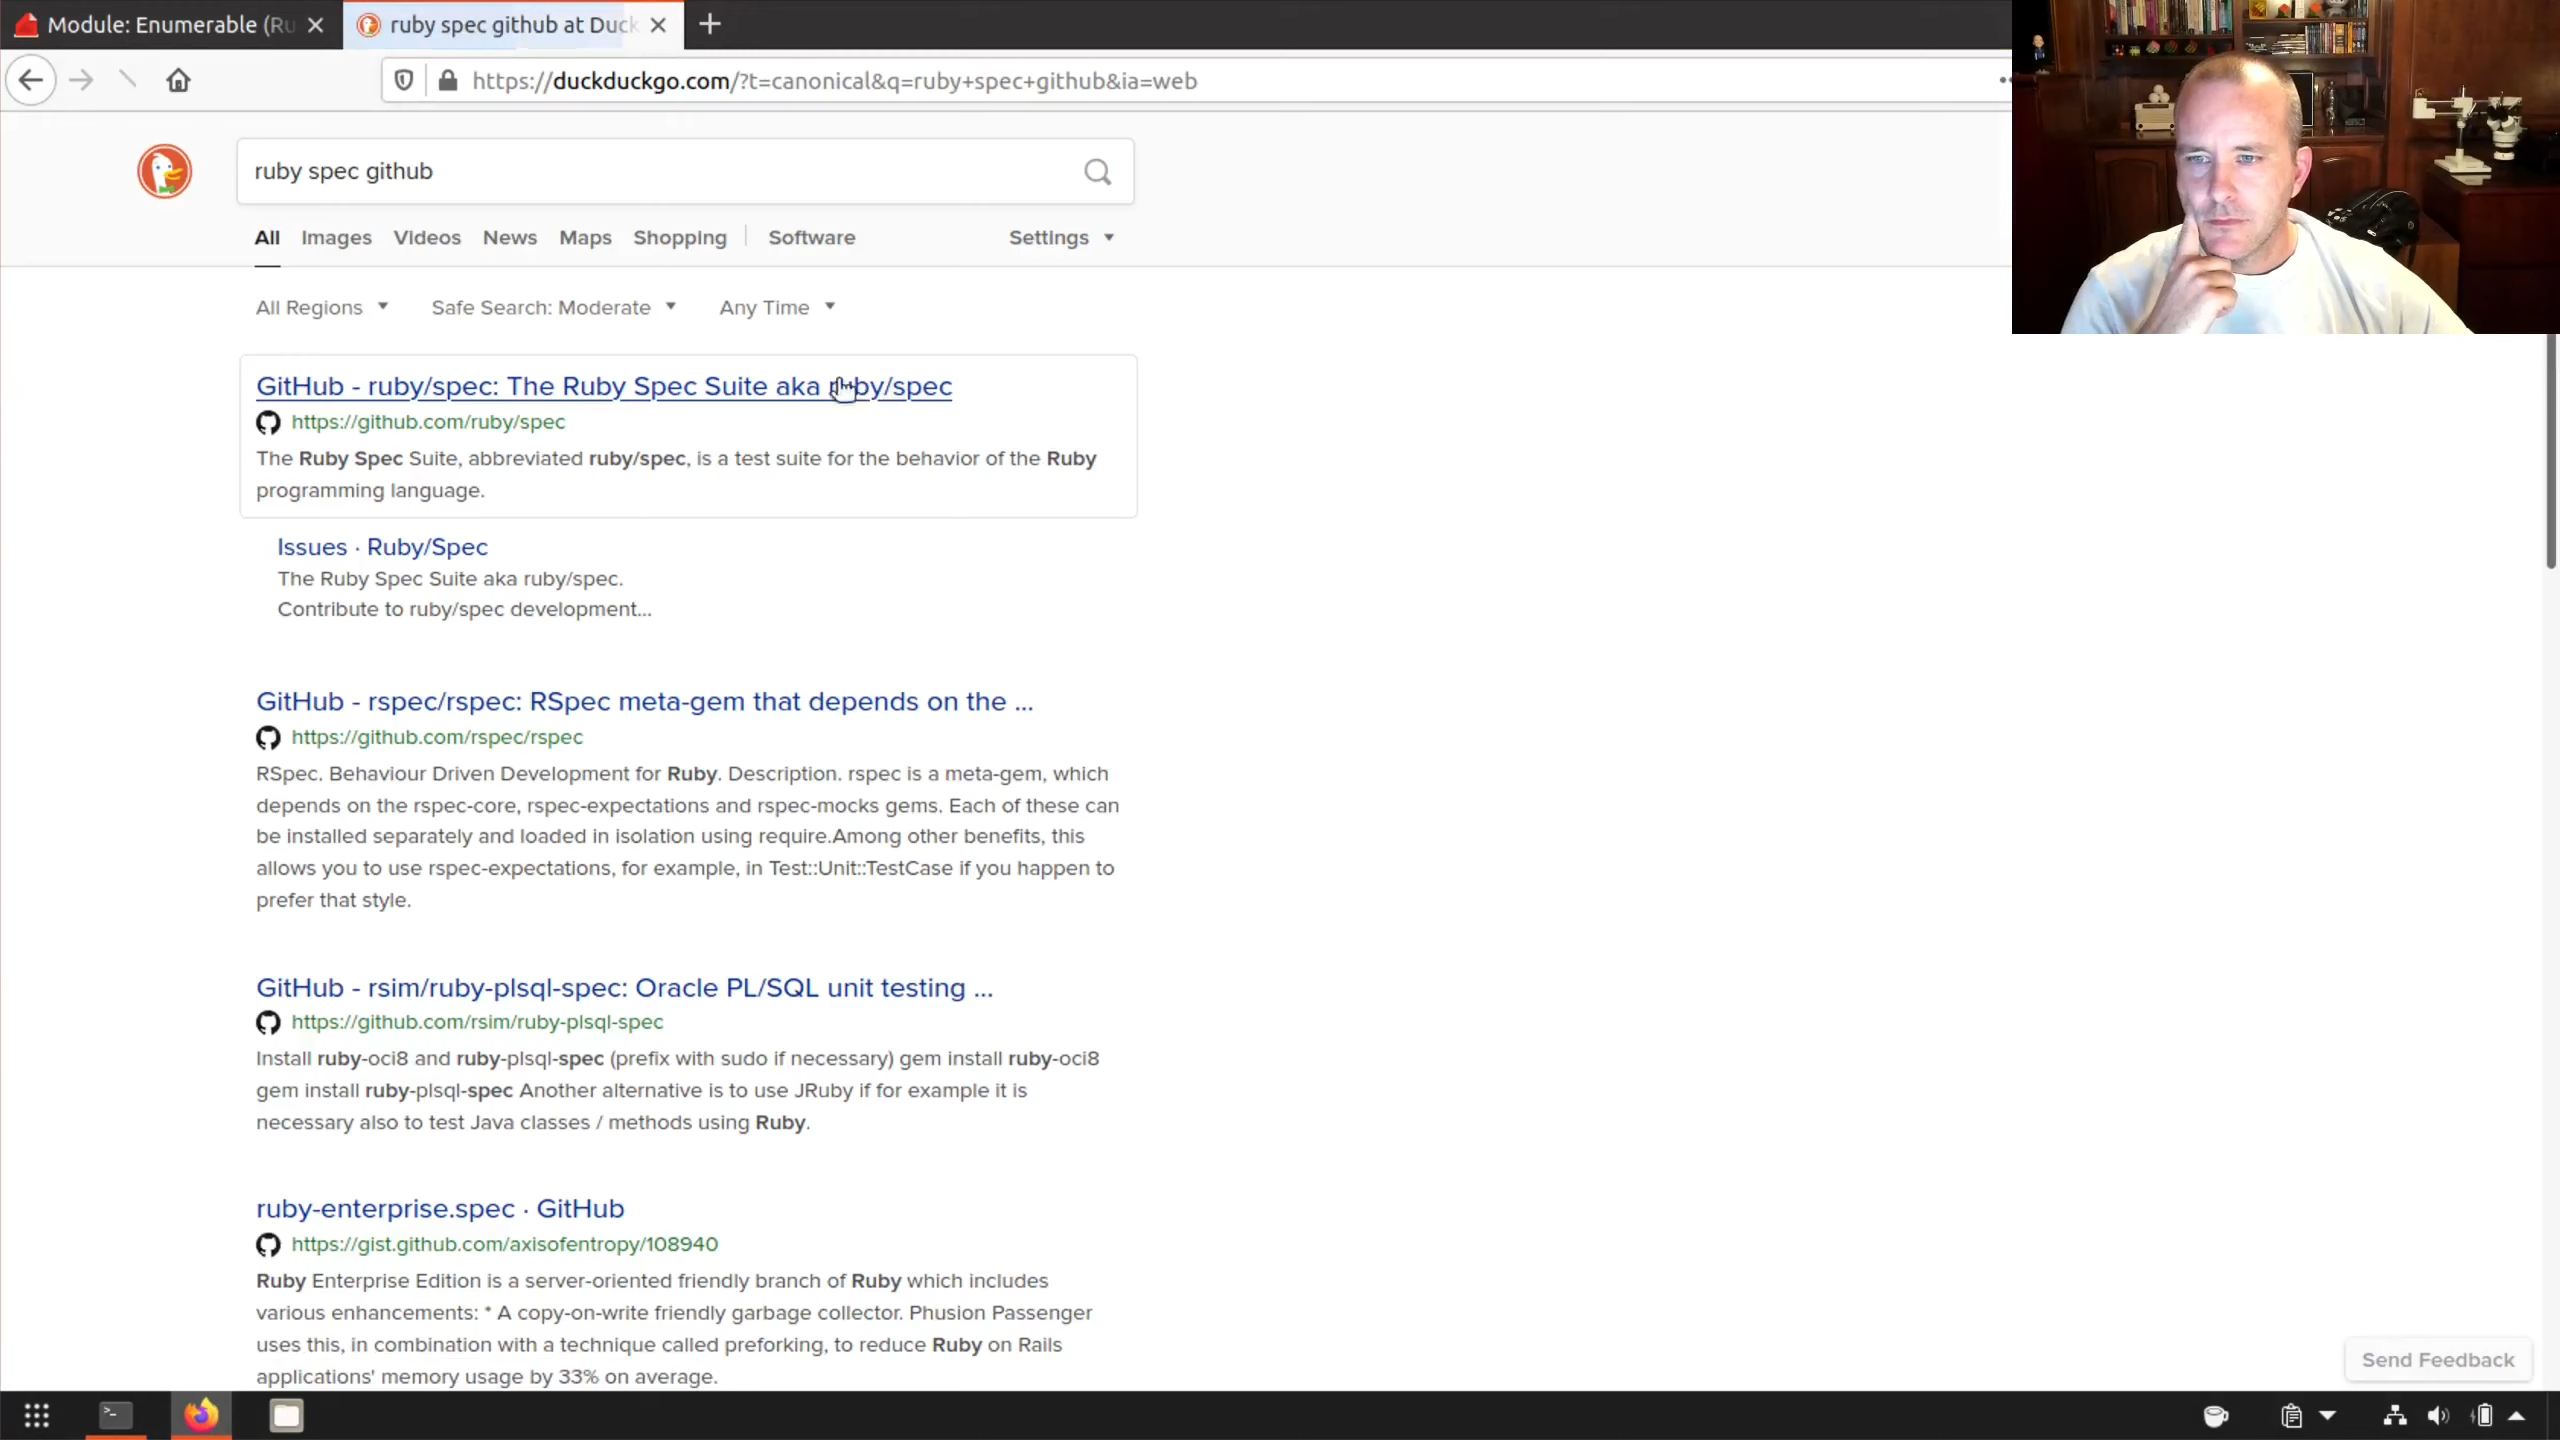 Module: Enumerable (Ru
ruby spec github at Duck
https://duckduckgo.com/?t=canonical&q=ruby+spec+github&ia=web
ruby spec github
All Images Videos News Maps Shopping Software Settings
All Regions Safe Search: Moderate Any Time
GitHub - ruby/spec: The Ruby Spec Suite aka ruby/spec
https://github.com/ruby/spec
The Ruby Spec Suite, abbreviated ruby/spec, is a test suite for the behavior of the Ruby
programming language.
Issues · Ruby/Spec
The Ruby Spec Suite aka ruby/spec.
Contribute to ruby/spec development...
GitHub - rspec/rspec: RSpec meta-gem that depends on the ...
https://github.com/rspec/rspec
RSpec. Behaviour Driven Development for Ruby. Description. rspec is a meta-gem, which
depends on the rspec-core, rspec-expectations and rspec-mocks gems. Each of these can
be installed separately and loaded in isolation using require.Among other benefits, this
allows you to use rspec-expectations, for example, in Test::Unit::TestCase if you happen to
prefer that style.
GitHub - rsim/ruby-plsql-spec: Oracle PL/SQL unit testing ...
https://github.com/rsim/ruby-plsql-spec
Install ruby-oci8 and ruby-plsql-spec (prefix with sudo if necessary) gem install ruby-oci8
gem install ruby-plsql-spec Another alternative is to use JRuby if for example it is
necessary also to test Java classes / methods using Ruby.
ruby-enterprise.spec · GitHub
https://gist.github.com/axisofentropy/108940
Ruby Enterprise Edition is a server-oriented friendly branch of Ruby which includes
various enhancements: * A copy-on-write friendly garbage collector. Phusion Passenger
uses this, in combination with a technique called preforking, to reduce Ruby on Rails
applications' memory usage by 33% on average.
Send Feedback